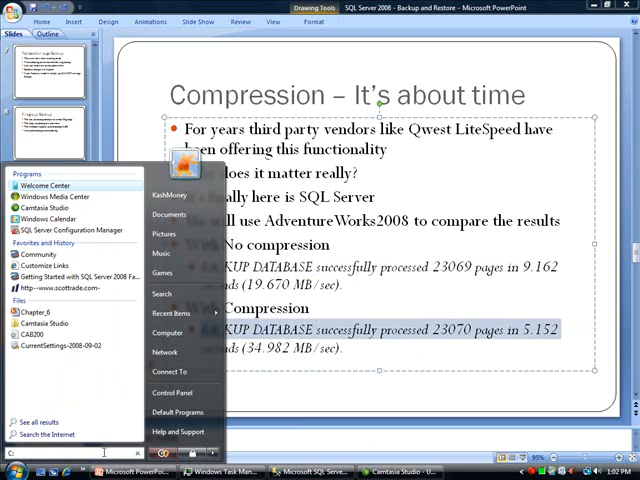 Drawing Tools
SQL Server 2008 - Backup and Restore - Microsoft PowerPoint
Home
Insert
Design
Animations
Slide Show
Review
View
Format
Slides
Outline
Compression – It's about time
For years third party vendors like Qwest LiteSpeed have
been offering this functionality
does it matter really?
finally here is SQL Server
will use AdventureWorks2008 to compare the results
No compression
DATABASE successfully processed 23069 pages in 9.162
(19.670 MB/sec).
Compression
DATABASE successfully processed 23070 pages in 5.152
(34.982 MB/sec).
Programs
Welcome Center
Windows Media Center
Camtasia Studio
Windows Calendar
SQL Server Configuration Manager
Favorites and History
Community
Customize Links
Getting Started with SQL Server 2008 Fa...
http--www.scottrade-com-
Files
Chapter_6
Camtasia Studio
CAB200
CurrentSettings-2008-09-02
See all results
Search the Internet
C:
KashMoney
Documents
Pictures
Music
Games
Search
Recent Items
Computer
Network
Connect To
Control Panel
Default Programs
Help and Support
95%
Microsoft PowerP...
Windows Task Man...
Microsoft SQL Serve...
Camtasia Studio - U...
1:02 PM